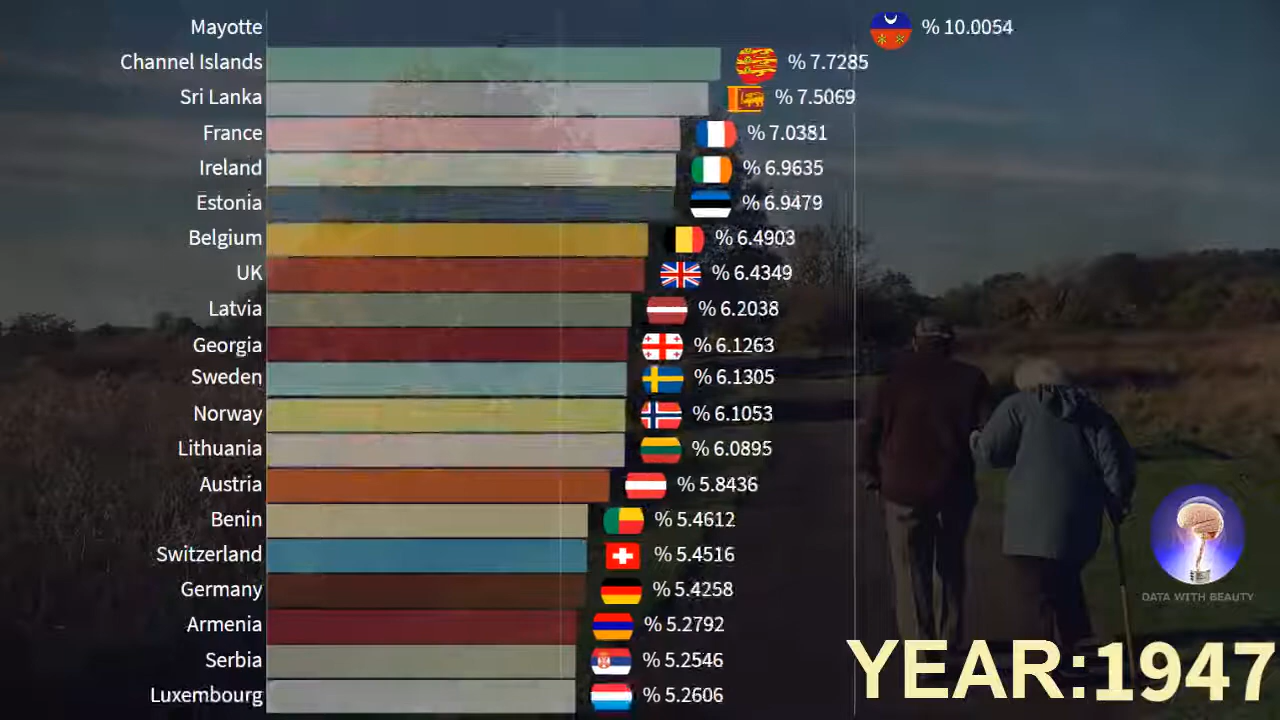 Mayotte % 10.0054
Channel Islands % 7.7285
Sri Lanka % 7.5069
France % 7.0381
Ireland % 6.9635
Estonia % 6.9479
Belgium % 6.4903
UK % 6.4349
Latvia % 6.2038
Georgia % 6.1263
Sweden % 6.1305
Norway % 6.1053
Lithuania % 6.0895
Austria % 5.8436
Benin % 5.4612
Switzerland % 5.4516
Germany % 5.4258
DATA WITH BEAUTY
Armenia % 5.2792
Serbia % 5.2546
Luxembourg % 5.2606
YEAR:1947